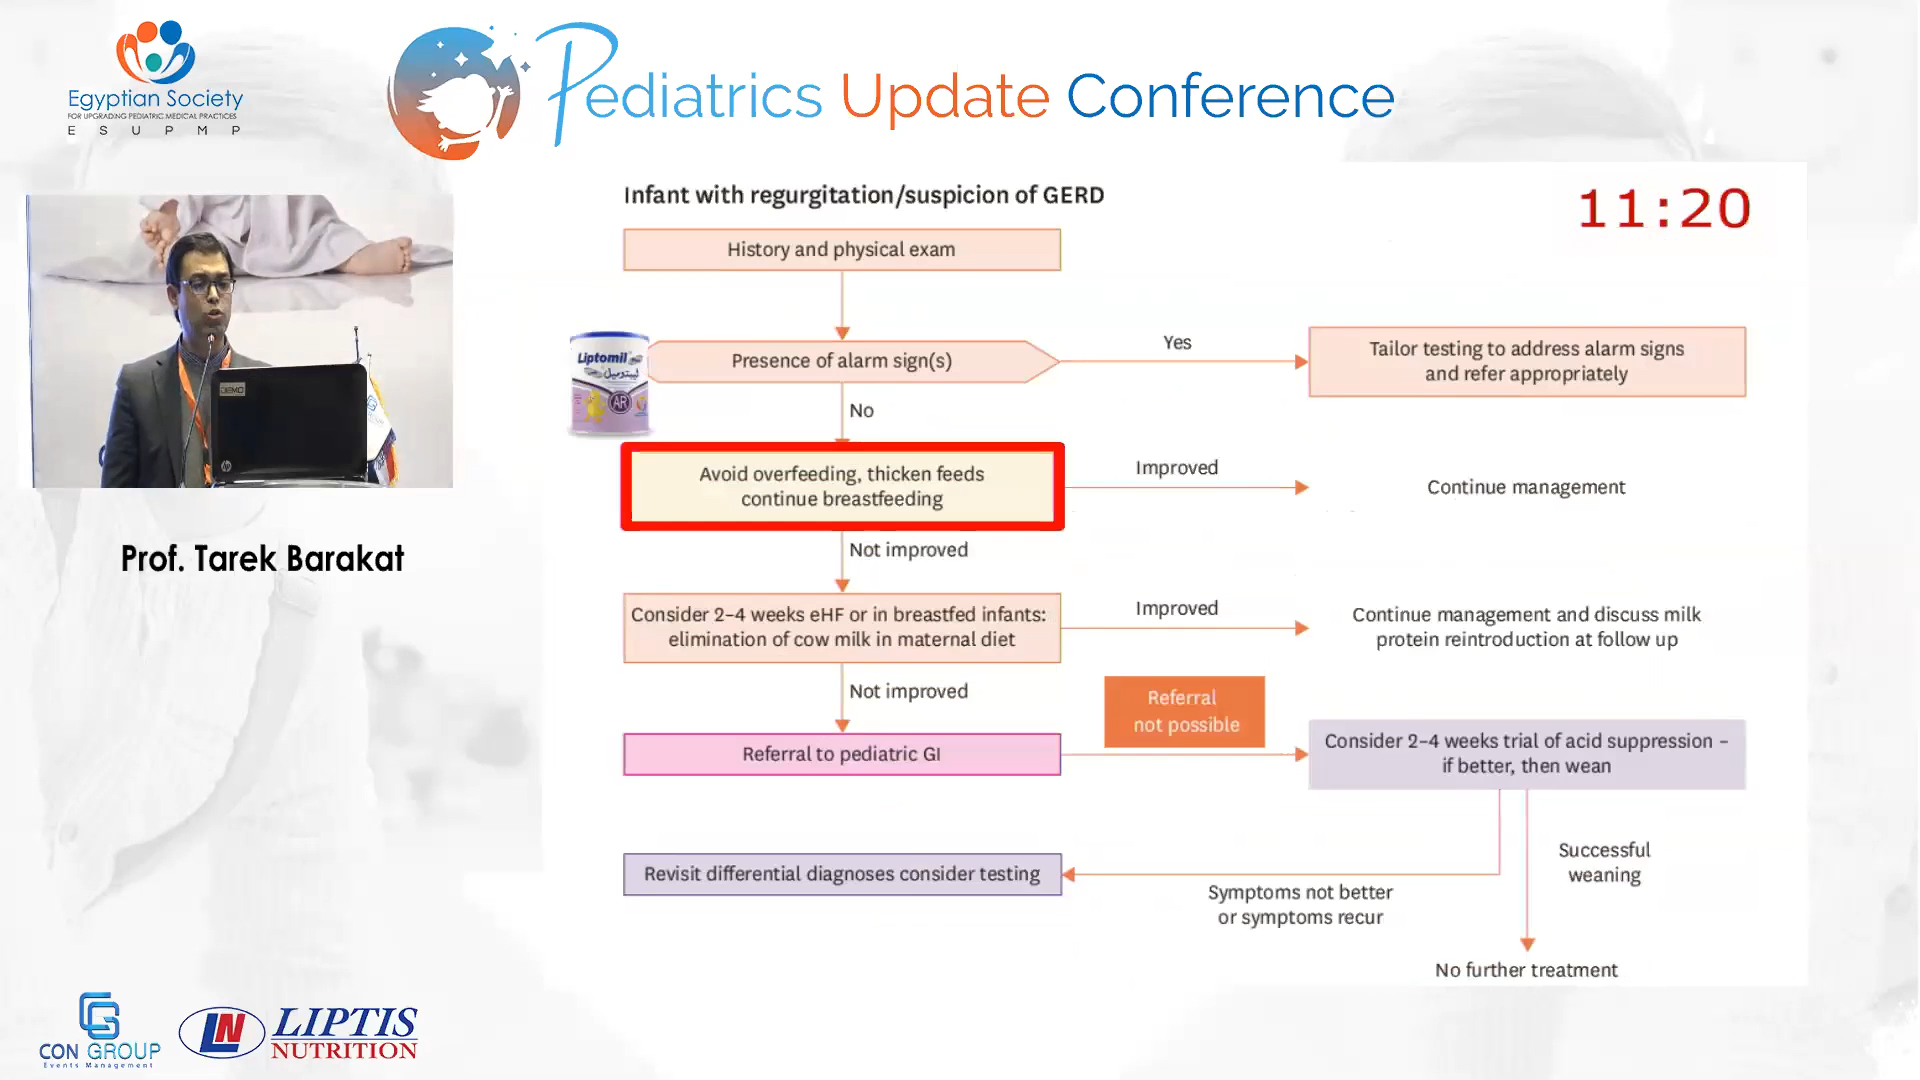 Egyptian Society
FOR UPGRADING PEDIATRIC MEDICAL PRACTICES
E S U P M P
Pediatrics Update Conference
Infant with regurgitation/suspicion of GERD
11:20
History and physical exam
Liptomil
ليبتوميل
AR
Presence of alarm sign(s)
Yes
Tailor testing to address alarm signs
and refer appropriately
No
DEMO
hp
Avoid overfeeding, thicken feeds
continue breastfeeding
Improved
Continue management
Prof. Tarek Barakat
Not improved
Consider 2–4 weeks eHF or in breastfed infants:
elimination of cow milk in maternal diet
Improved
Continue management and discuss milk
protein reintroduction at follow up
Not improved
Referral
not possible
Referral to pediatric GI
Consider 2–4 weeks trial of acid suppression –
if better, then wean
Successful
weaning
Revisit differential diagnoses consider testing
Symptoms not better
or symptoms recur
No further treatment
CON GROUP
Events Management
LN
LIPTIS
NUTRITION